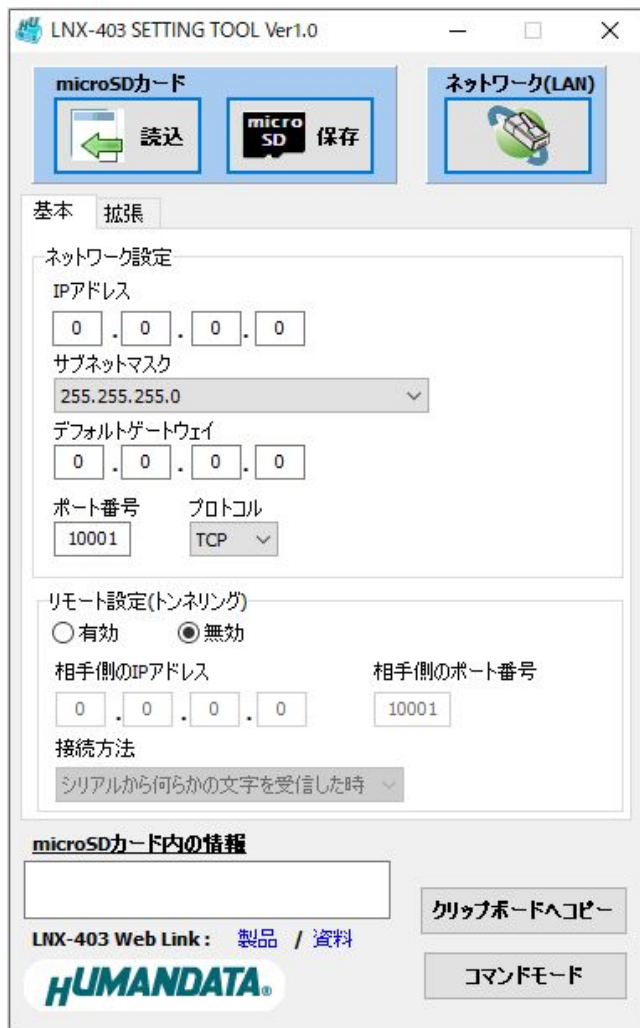 LNX-403 SETTING TOOL Ver1.0
microSDカード
ネットワーク(LAN)
読込
micro SD
保存
基本
拡張
ネットワーク設定
IPアドレス
0 . 0 . 0 . 0
サブネットマスク
255.255.255.0
デフォルトゲートウェイ
0 . 0 . 0 . 0
ポート番号 プロトコル
10001 TCP
リモート設定(トンネリング)
有効 無効
相手側のIPアドレス 相手側のポート番号
0 . 0 . 0 . 0 10001
接続方法
シリアルから何らかの文字を受信した時
microSDカード内の情報
クリップボードへコピー
LNX-403 Web Link : 製品 / 資料
HUMANDATA®
コマンドモード